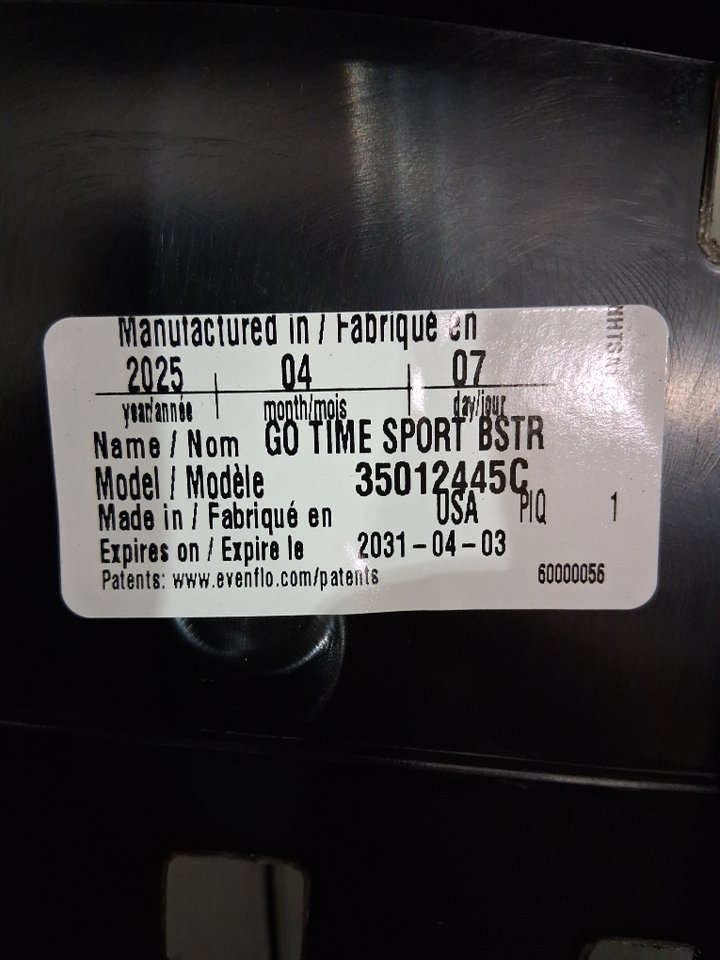 Manufactured in / Fabriqué en
2025 04 07
year/année month/mois day/jour
Name / Nom GO TIME SPORT BSTR
Model / Modèle 35012445C
Made in / Fabriqué en USA PIQ 1
Expires on / Expire le 2031-04-03
Patents: www.evenflo.com/patents 60000056